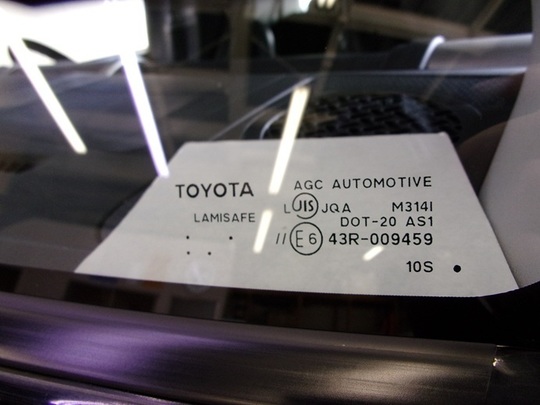 TOYOTA AGC AUTOMOTIVE
L JIS JQA M314I
LAMISAFE DOT-20 AS1
// E6 43R-009459
10S